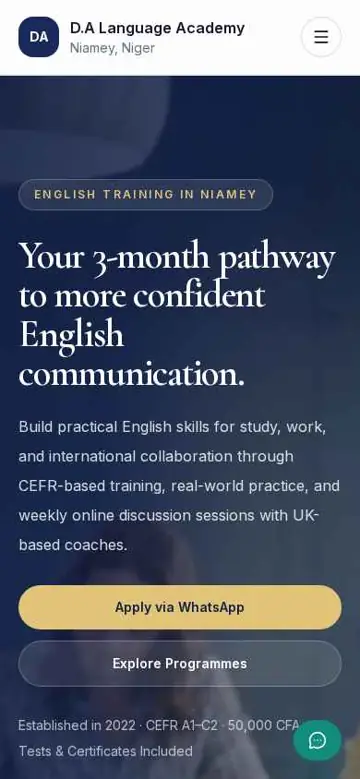 DA
D.A Language Academy
Niamey, Niger
ENGLISH TRAINING IN NIAMEY
Your 3-month pathway
to more confident
English
communication.
Build practical English skills for study, work,
and international collaboration through
CEFR-based training, real-world practice, and
weekly online discussion sessions with UK-
based coaches.
Apply via WhatsApp
Explore Programmes
Established in 2022 · CEFR A1–C2 · 50,000 CFA
Tests & Certificates Included